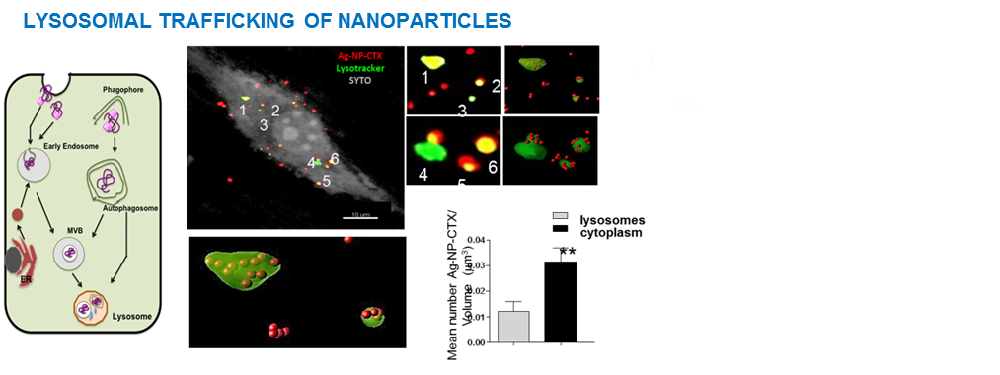 LYSOSOMAL TRAFFICKING OF NANOPARTICLES
Phagophore
Early Endosome
Autophagosome
MVB
ER
Lysosome
Ag-NP-CTX
Lysotracker
SYTO
1
2
3
4
6
5
10 µm
1
2
3
4
5
6
lysosomes
cytoplasm
Mean number Ag-NP-CTX/
Volume (µm³)
0.04
0.03
0.02
0.01
0.00
**